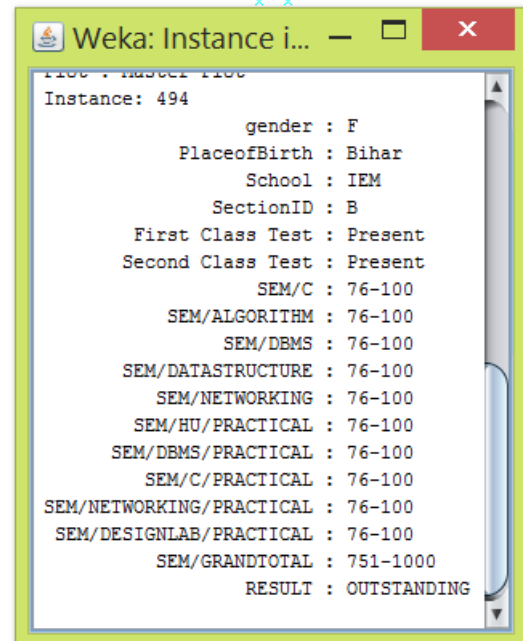 Weka: Instance i...
Plot : Master Plot
Instance: 494
gender : F
PlaceofBirth : Bihar
School : IEM
SectionID : B
First Class Test : Present
Second Class Test : Present
SEM/C : 76-100
SEM/ALGORITHM : 76-100
SEM/DBMS : 76-100
SEM/DATASTRUCTURE : 76-100
SEM/NETWORKING : 76-100
SEM/HU/PRACTICAL : 76-100
SEM/DBMS/PRACTICAL : 76-100
SEM/C/PRACTICAL : 76-100
SEM/NETWORKING/PRACTICAL : 76-100
SEM/DESIGNLAB/PRACTICAL : 76-100
SEM/GRANDTOTAL : 751-1000
RESULT : OUTSTANDING